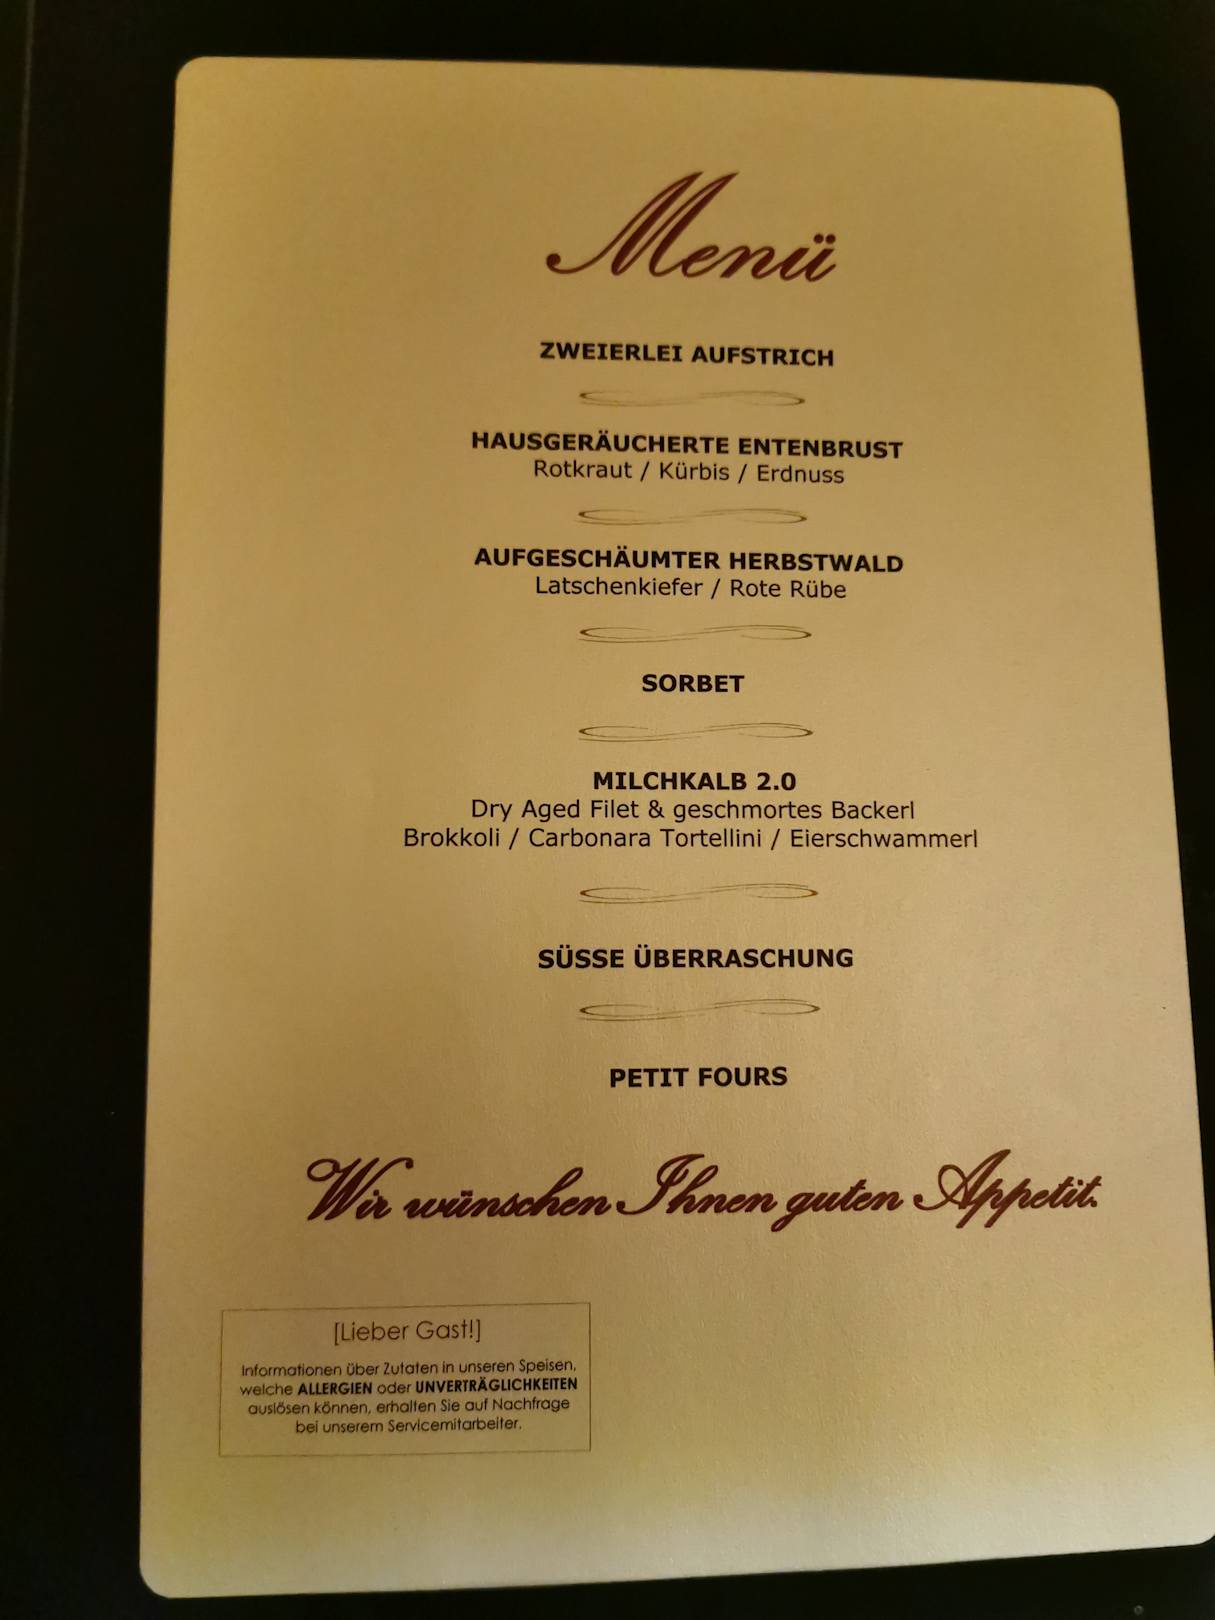 Menü
ZWEIERLEI AUFSTRICH
HAUSGERÄUCHERTE ENTENBRUST
Rotkraut / Kürbis / Erdnuss
AUFGESCHÄUMTER HERBSTWALD
Latschenkiefer / Rote Rübe
SORBET
MILCHKALB 2.0
Dry Aged Filet & geschmortes Backerl
Brokkoli / Carbonara Tortellini / Eierschwammerl
SÜSSE ÜBERRASCHUNG
PETIT FOURS
Wir wünschen Ihnen guten Appetit.
[Lieber Gast!]
Informationen über Zutaten in unseren Speisen,
welche ALLERGIEN oder UNVERTRÄGLICHKEITEN
auslösen können, erhalten Sie auf Nachfrage
bei unserem Servicemitarbeiter.